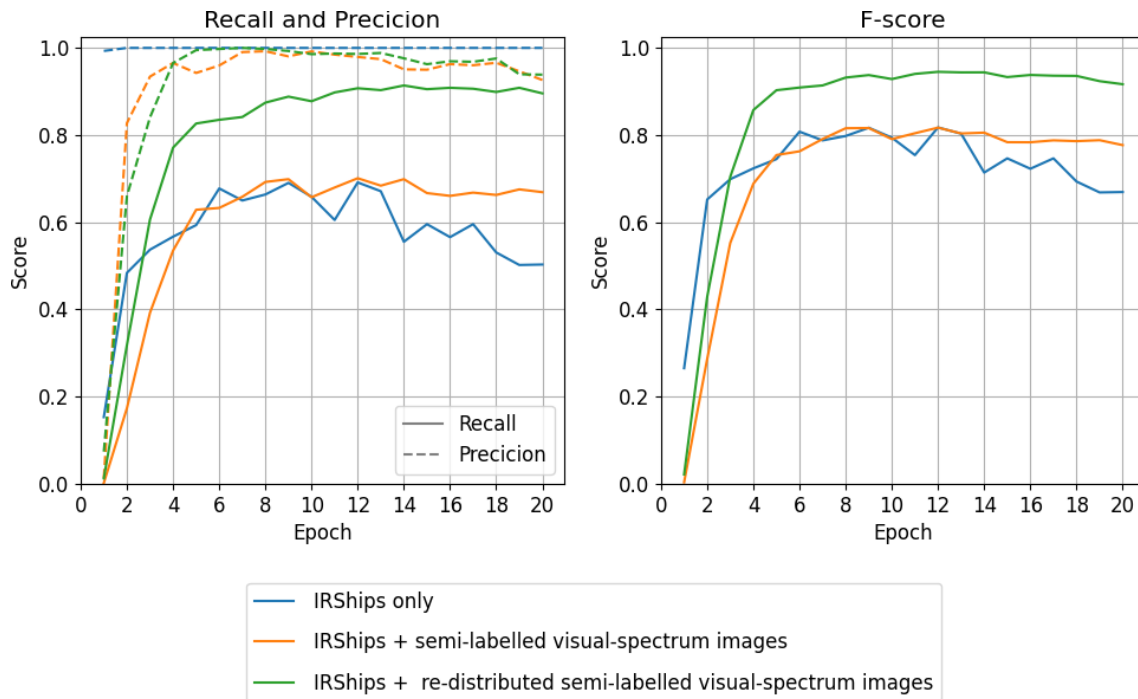 Recall and Precicion
F-score
1.0
0.8
0.6
0.4
0.2
0.0
Score
0 2 4 6 8 10 12 14 16 18 20
Epoch
Recall
Precicion
1.0
0.8
0.6
0.4
0.2
0.0
Score
0 2 4 6 8 10 12 14 16 18 20
Epoch
IRShips only
IRShips + semi-labelled visual-spectrum images
IRShips + re-distributed semi-labelled visual-spectrum images